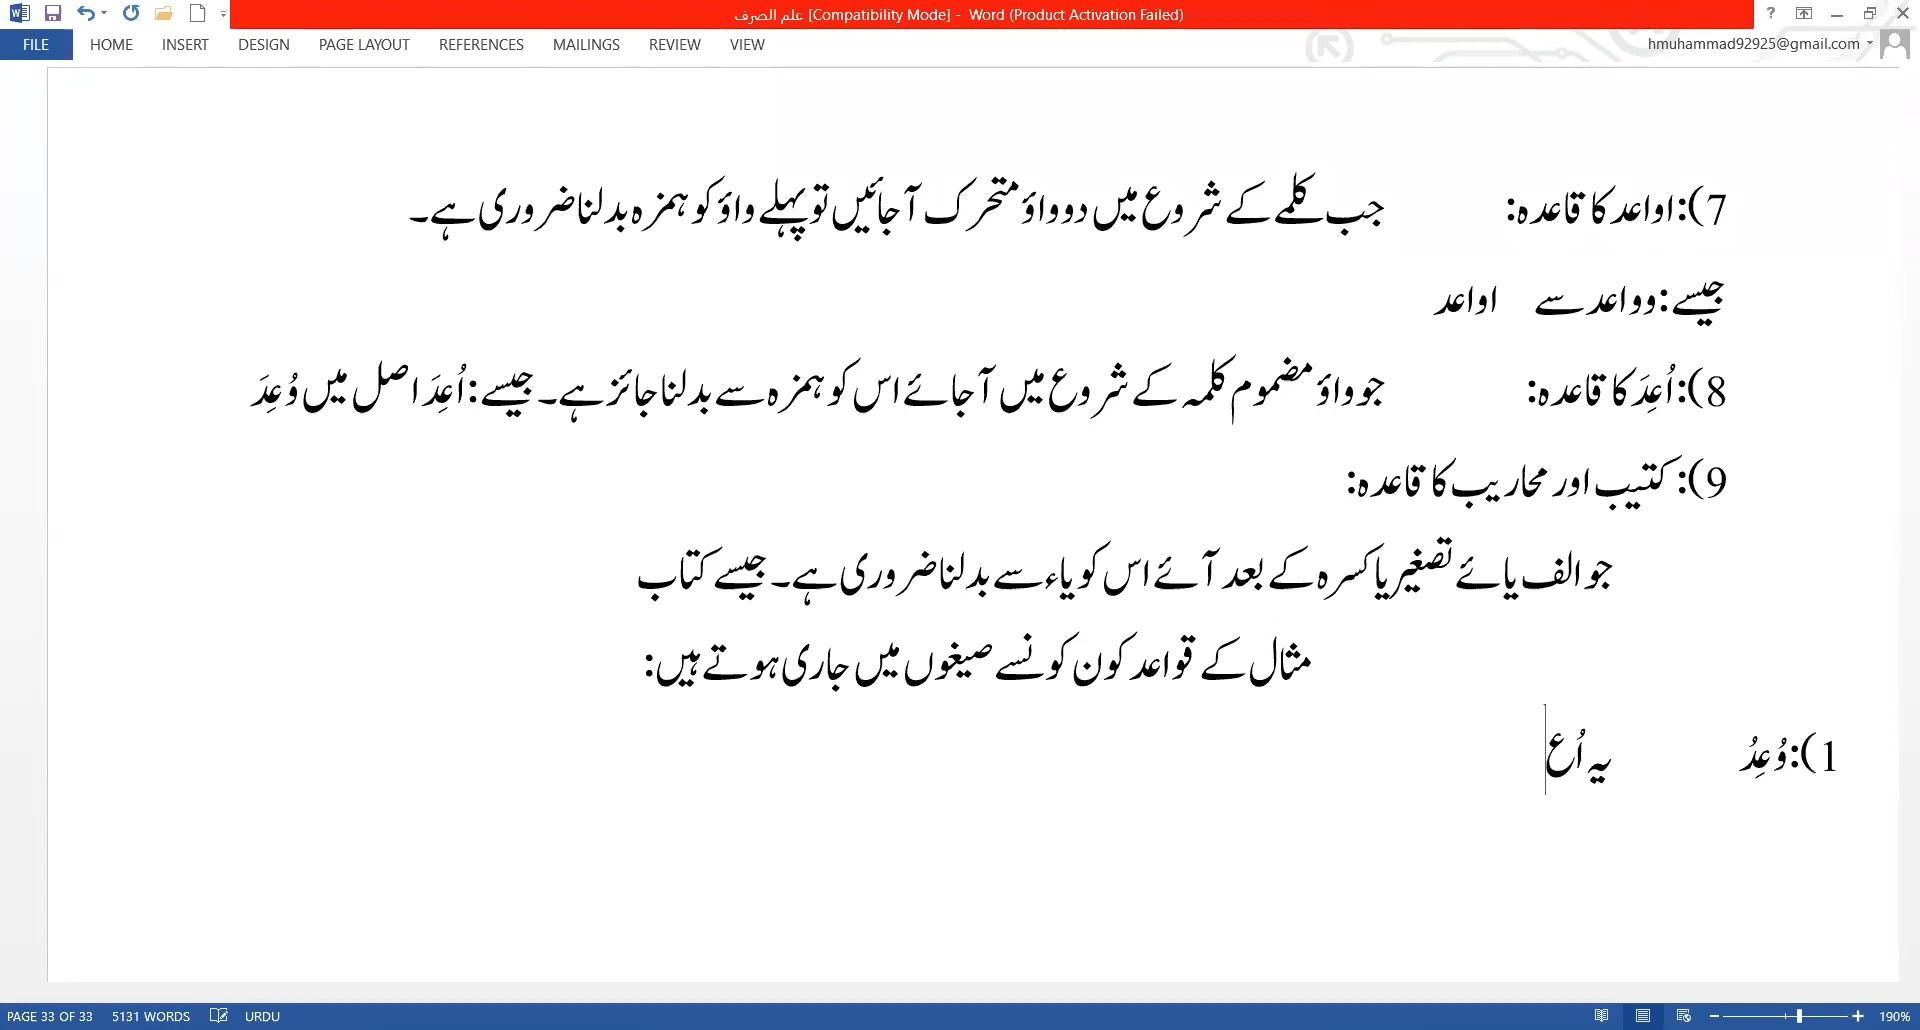 علم الصرف [Compatibility Mode] - Word (Product Activation Failed)
?
FILE HOME INSERT DESIGN PAGE LAYOUT REFERENCES MAILINGS REVIEW VIEW
hmuhammad92925@gmail.com
7):اواعد کا قاعدہ: جب کلمے کے شروع میں دو واؤ متحرک آجائیں تو پہلے واؤ کو ہمزہ بدلنا ضروری ہے۔
جیسے:وواعد سے اواعد
8):اُعِدَ کا قاعدہ: جو واؤ مضموم کلمہ کے شروع میں آجائے اس کو ہمزہ سے بدلنا جائز ہے۔ جیسے:اُعِدَ اصل میں وُعِدَ
9): کتیب اور محاریب کا قاعدہ:
جو الف یائے تصغیر یا کسرہ کے بعد آئے اس کو یاء سے بدلنا ضروری ہے۔ جیسے کتاب
مثال کے قواعد کون کونسے صیغوں میں جاری ہوتے ہیں:
1):وُعِدُ یہ اُع
PAGE 33 OF 33 5131 WORDS URDU
190%